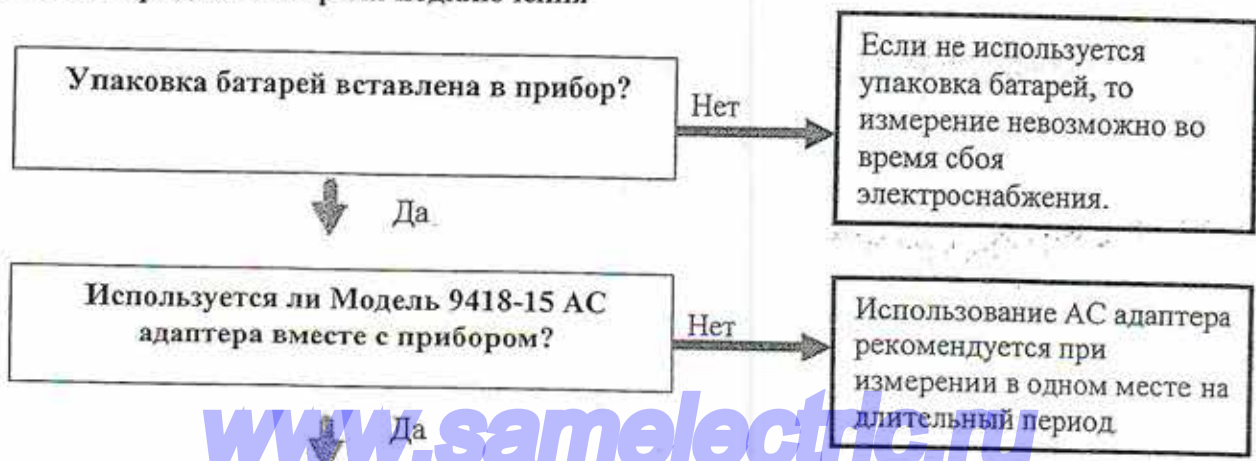 Упаковка батарей вставлена в прибор?
Нет
Если не используется
упаковка батарей, то
измерение невозможно во
время сбоя
электроснабжения.
Да
Используется ли Модель 9418-15 AC
адаптера вместе с прибором?
Нет
Использование AC адаптера
рекомендуется при
измерении в одном месте на
длительный период
Да
www.samelectric.ru